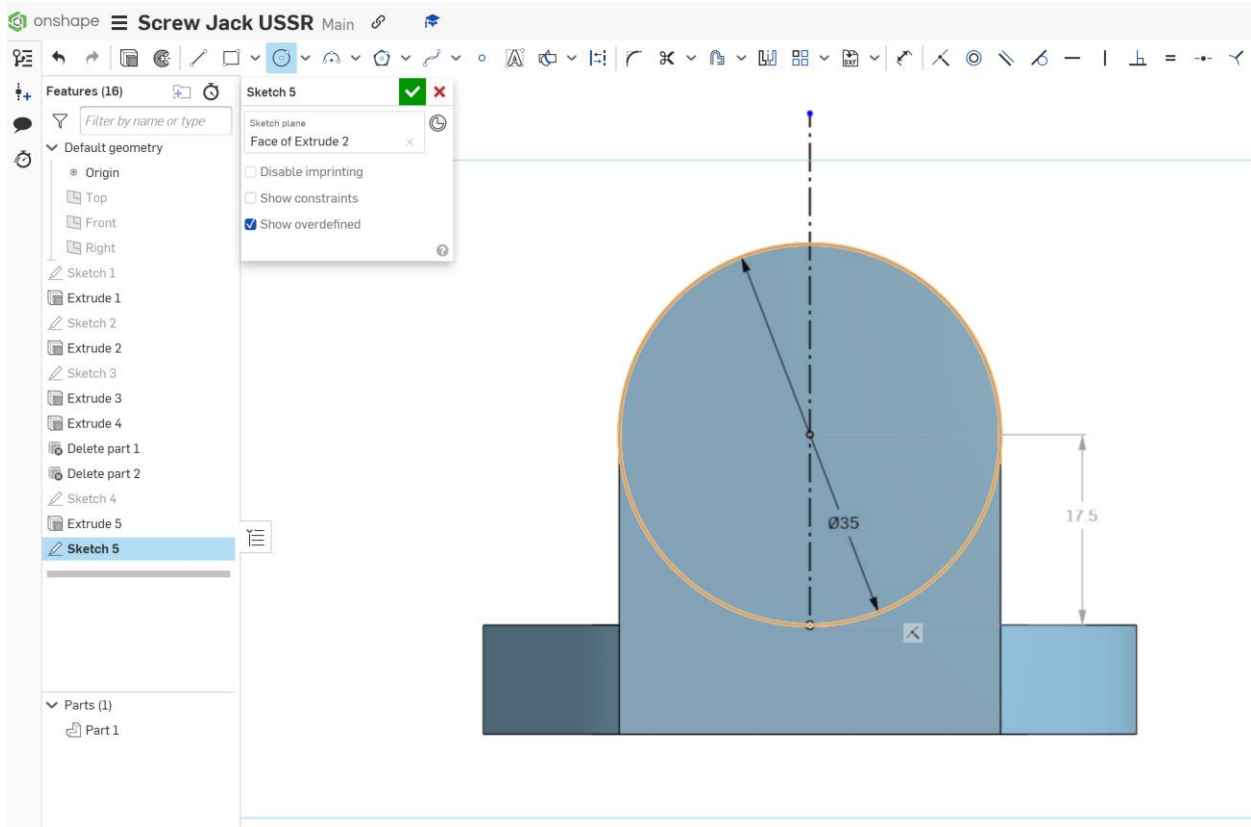 onshape Screw Jack USSR Main
DXF
Features (16)
Filter by name or type
Default geometry
Origin
Top
Front
Right
Sketch 1
Extrude 1
Sketch 2
Extrude 2
Sketch 3
Extrude 3
Extrude 4
Delete part 1
Delete part 2
Sketch 4
Extrude 5
Sketch 5
Parts (1)
Part 1
Sketch 5
Sketch plane
Face of Extrude 2
Disable imprinting
Show constraints
Show overdefined
Ø35
17.5